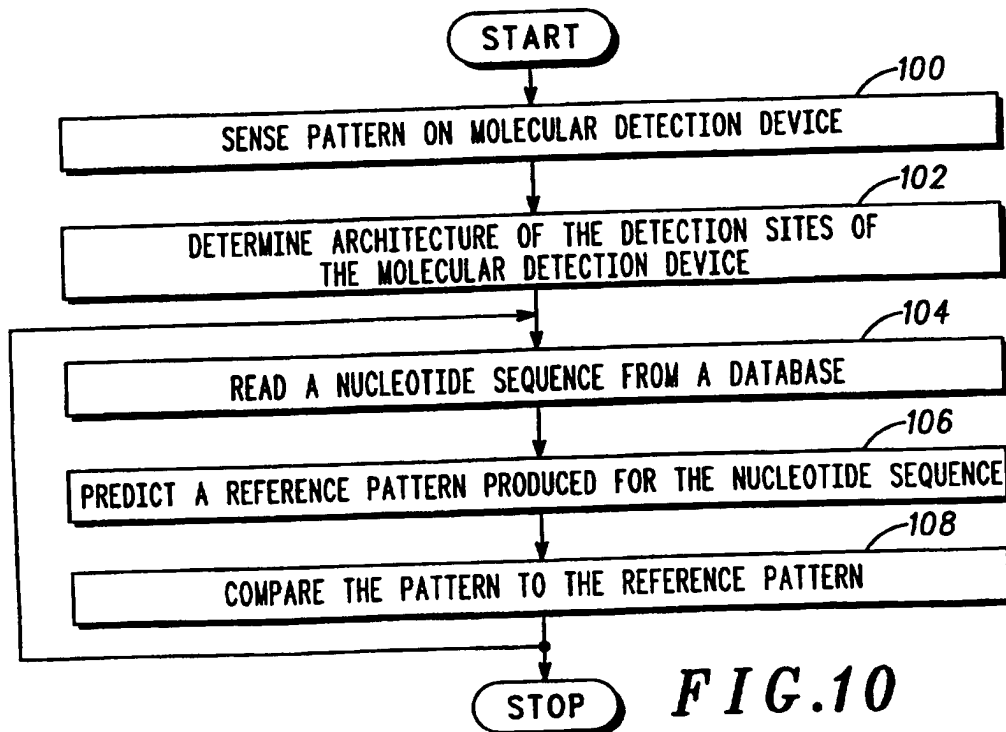 START
100
SENSE PATTERN ON MOLECULAR DETECTION DEVICE
102
DETERMINE ARCHITECTURE OF THE DETECTION SITES OF
THE MOLECULAR DETECTION DEVICE
104
READ A NUCLEOTIDE SEQUENCE FROM A DATABASE
106
PREDICT A REFERENCE PATTERN PRODUCED FOR THE NUCLEOTIDE SEQUENCE
108
COMPARE THE PATTERN TO THE REFERENCE PATTERN
STOP
FIG.10